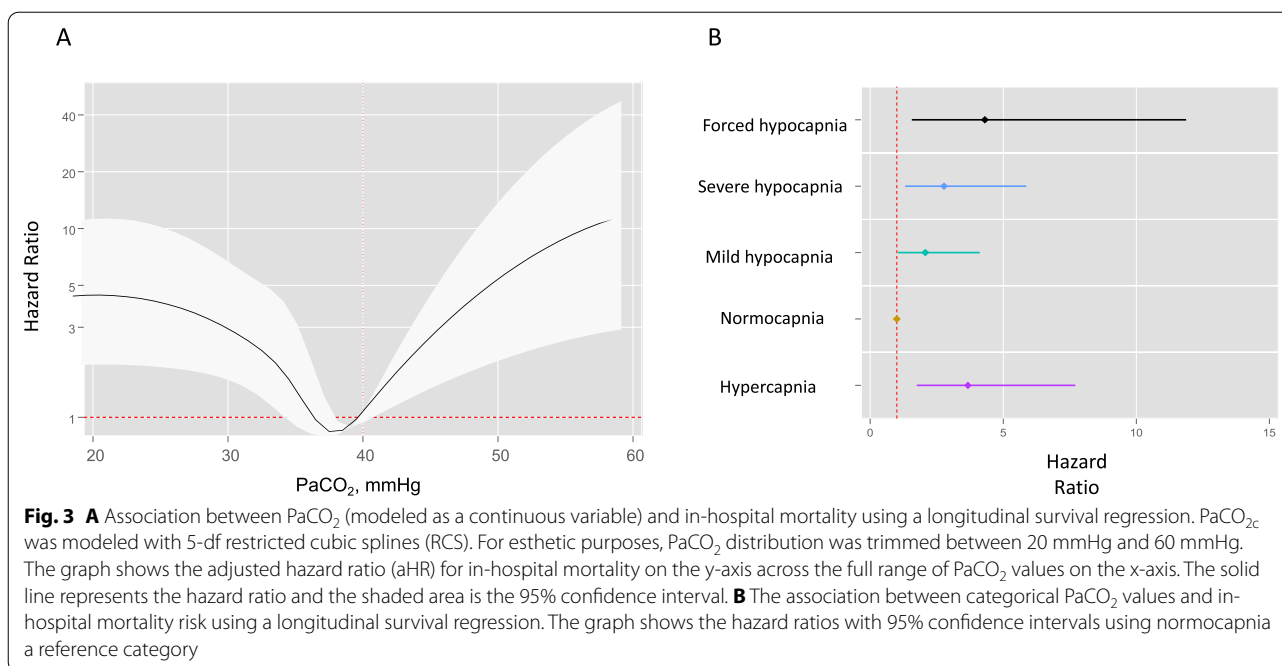 A
40
20
10
5
3
1
20
30
40
50
60
Hazard Ratio
PaCO2, mmHg
B
Forced hypocapnia
Severe hypocapnia
Mild hypocapnia
Normocapnia
Hypercapnia
0
5
10
15
Hazard
Ratio
Fig. 3 A Association between PaCO2 (modeled as a continuous variable) and in-hospital mortality using a longitudinal survival regression. PaCO2c
was modeled with 5-df restricted cubic splines (RCS). For esthetic purposes, PaCO2 distribution was trimmed between 20 mmHg and 60 mmHg.
The graph shows the adjusted hazard ratio (aHR) for in-hospital mortality on the y-axis across the full range of PaCO2 values on the x-axis. The solid
line represents the hazard ratio and the shaded area is the 95% confidence interval. B The association between categorical PaCO2 values and in-
hospital mortality risk using a longitudinal survival regression. The graph shows the hazard ratios with 95% confidence intervals using normocapnia
a reference category